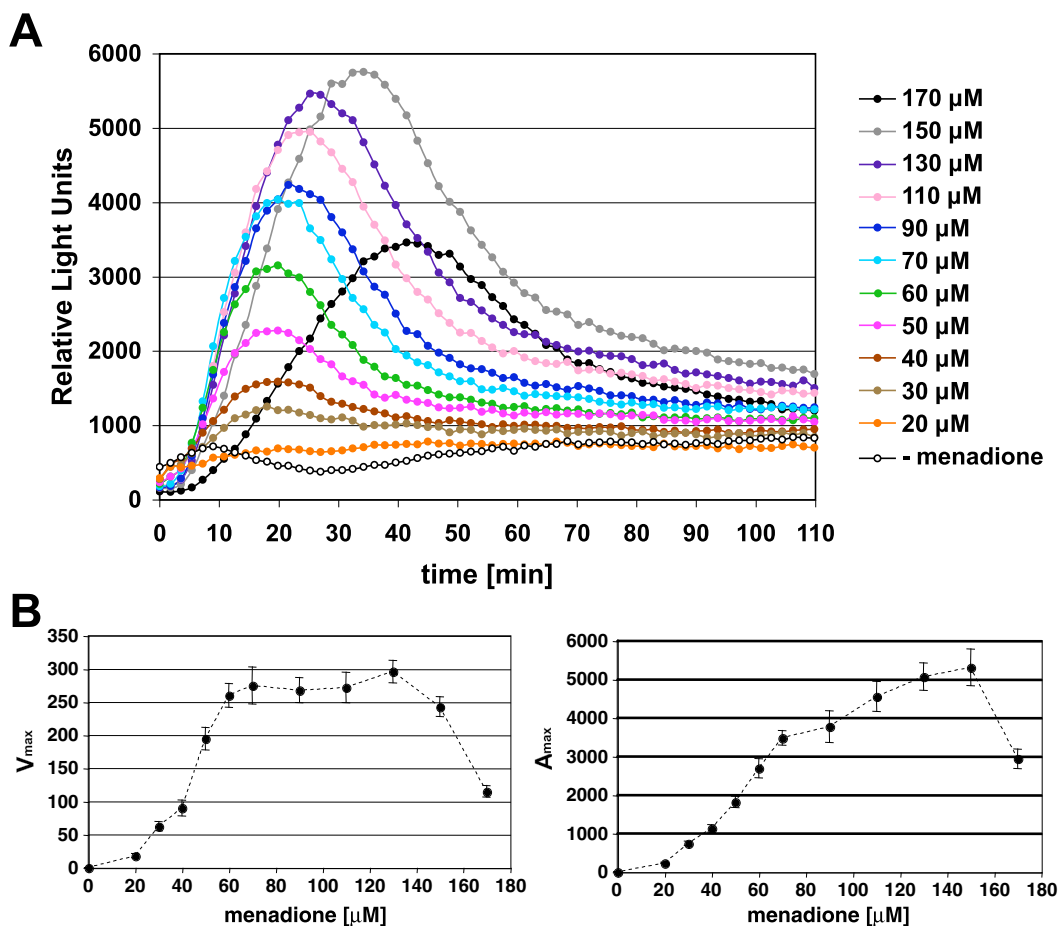 A
6000
5000
4000
3000
2000
1000
0
Relative Light Units
0 10 20 30 40 50 60 70 80 90 100 110
time [min]
170 µM
150 µM
130 µM
110 µM
90 µM
70 µM
60 µM
50 µM
40 µM
30 µM
20 µM
- menadione
B
350
300
250
200
150
100
50
0
Vmax
0 20 40 60 80 100 120 140 160 180
menadione [µM]
6000
5000
4000
3000
2000
1000
0
Amax
0 20 40 60 80 100 120 140 160 180
menadione [µM]